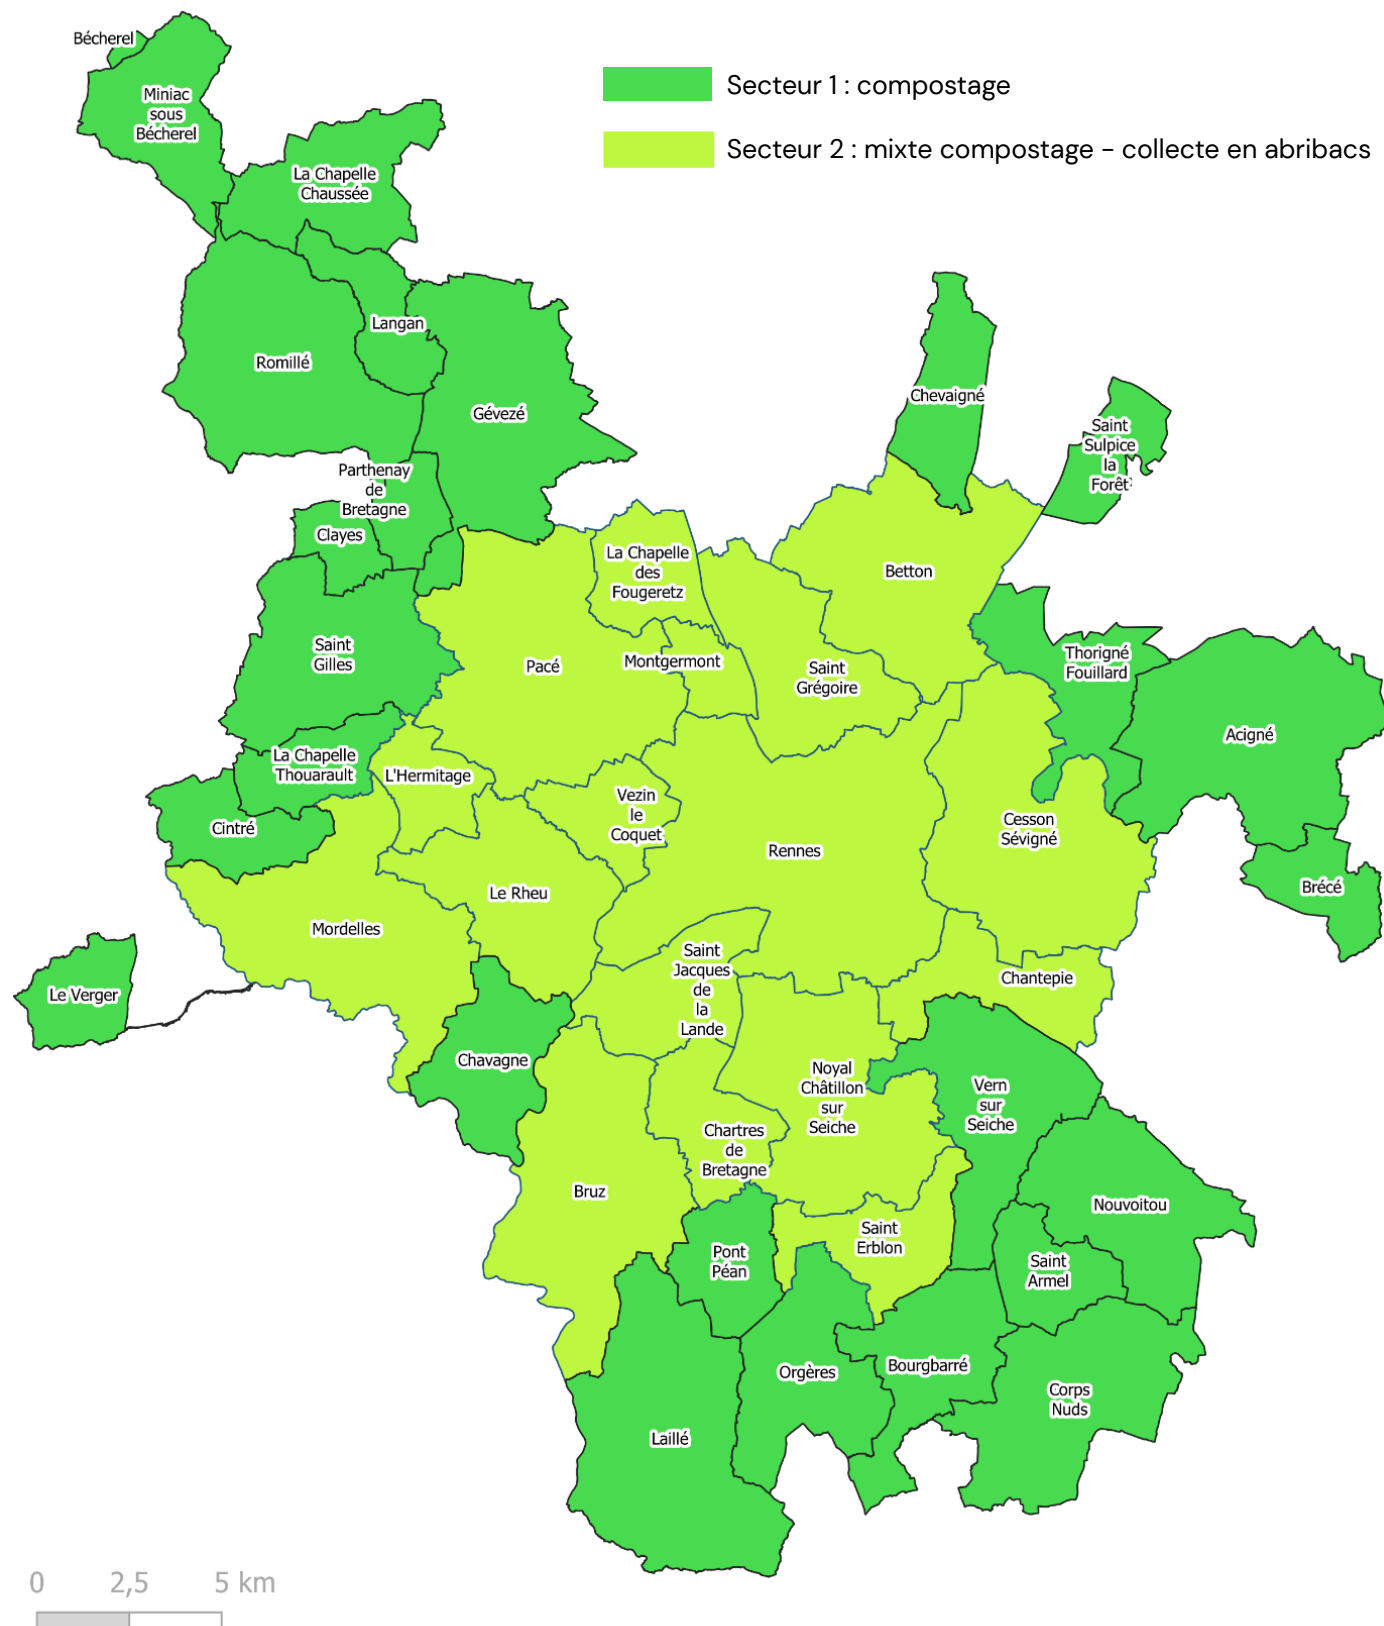 Bécherel
Secteur 1 : compostage
Miniac
sous
Bécherel
Secteur 2 : mixte compostage - collecte en abribacs
La Chapelle
Chaussée
Langan
Romillé
Gévezé
Chevaigné
Saint
Sulpice
la
Forêt
Parthenay
de
Bretagne
Clayes
La Chapelle
des
Fougeretz
Betton
Saint
Gilles
Pacé
Montgermont
Saint
Grégoire
Thorigné
Fouillard
Acigné
La Chapelle
Thouarault
L'Hermitage
Vezin
le
Coquet
Cintré
Rennes
Cesson
Sévigné
Brécé
Le Rheu
Mordelles
Saint
Jacques
de
la
Lande
Chantepie
Le Verger
Chavagne
Noyal
Châtillon
sur
Seiche
Vern
sur
Seiche
Chartres
de
Bretagne
Bruz
Nouvoitou
Saint
Erblon
Pont
Péan
Saint
Armel
Orgères
Bourgbarré
Corps
Nuds
Laillé
0 2,5 5 km